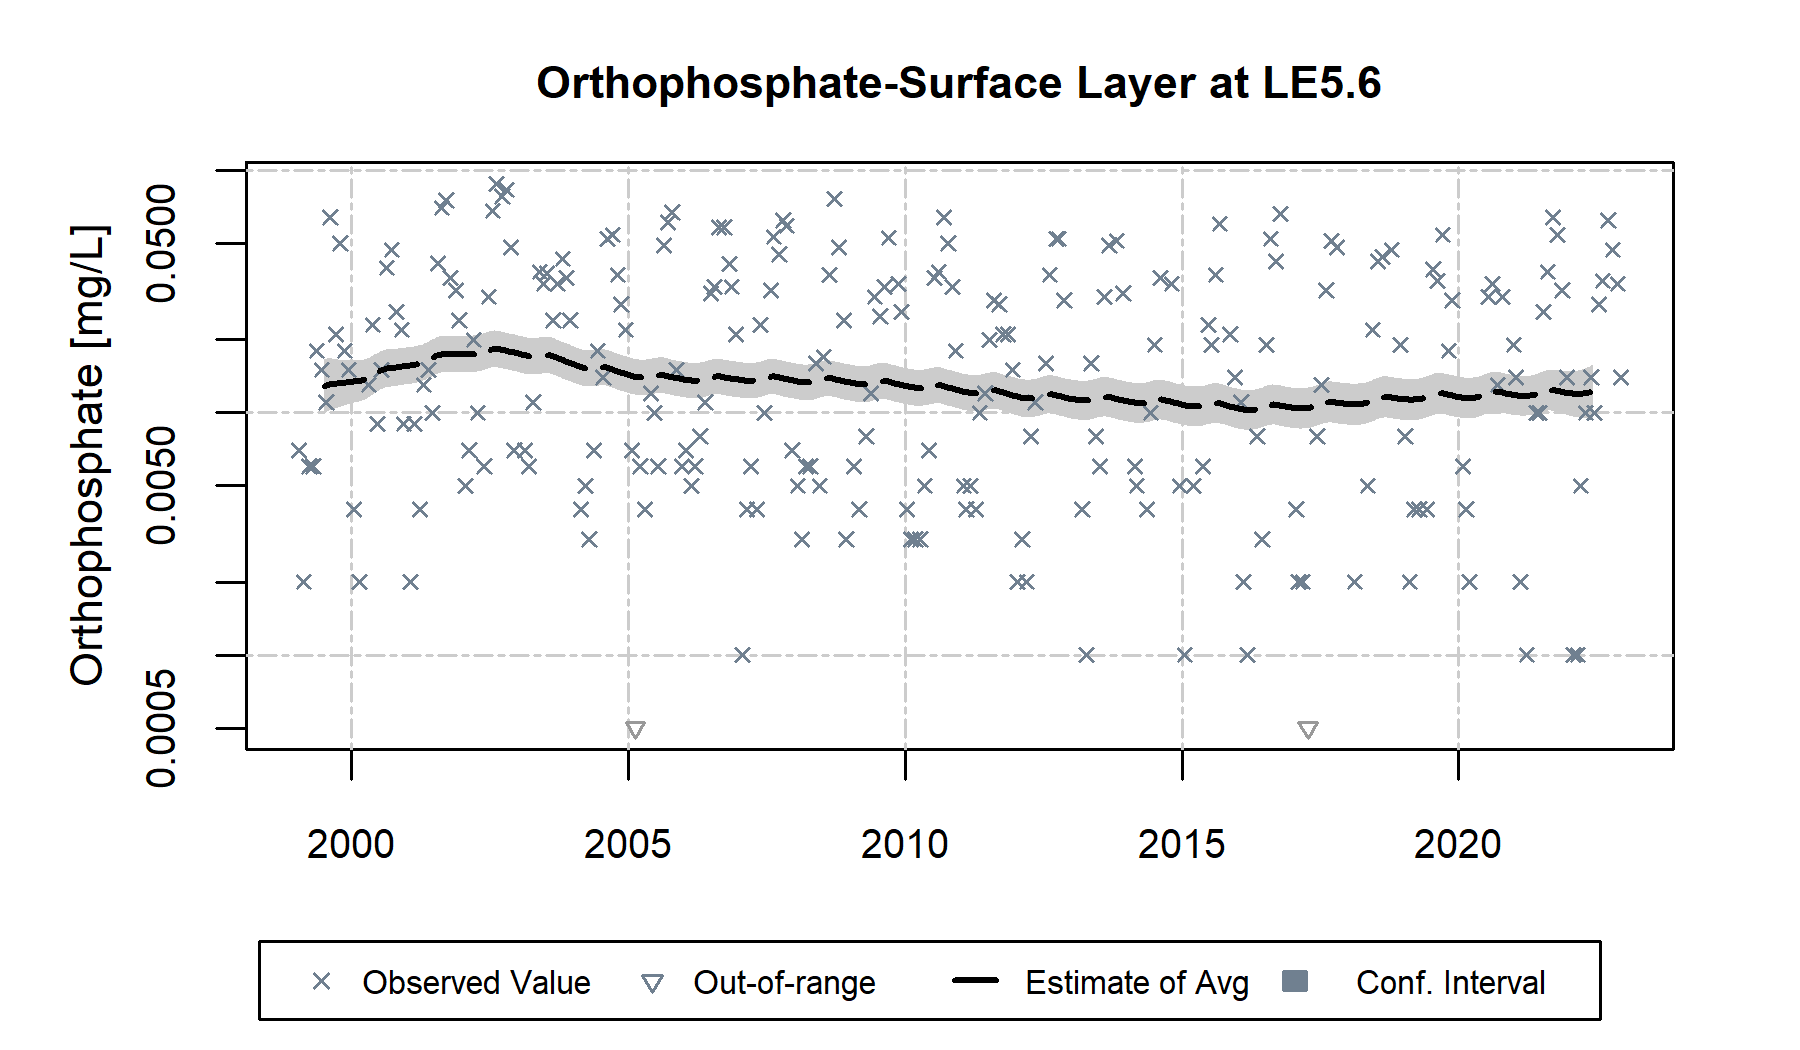 Orthophosphate-Surface Layer at LE5.6
Orthophosphate [mg/L]
0.0500
0.0050
0.0005
2000 2005 2010 2015 2020
Observed Value Out-of-range Estimate of Avg Conf. Interval